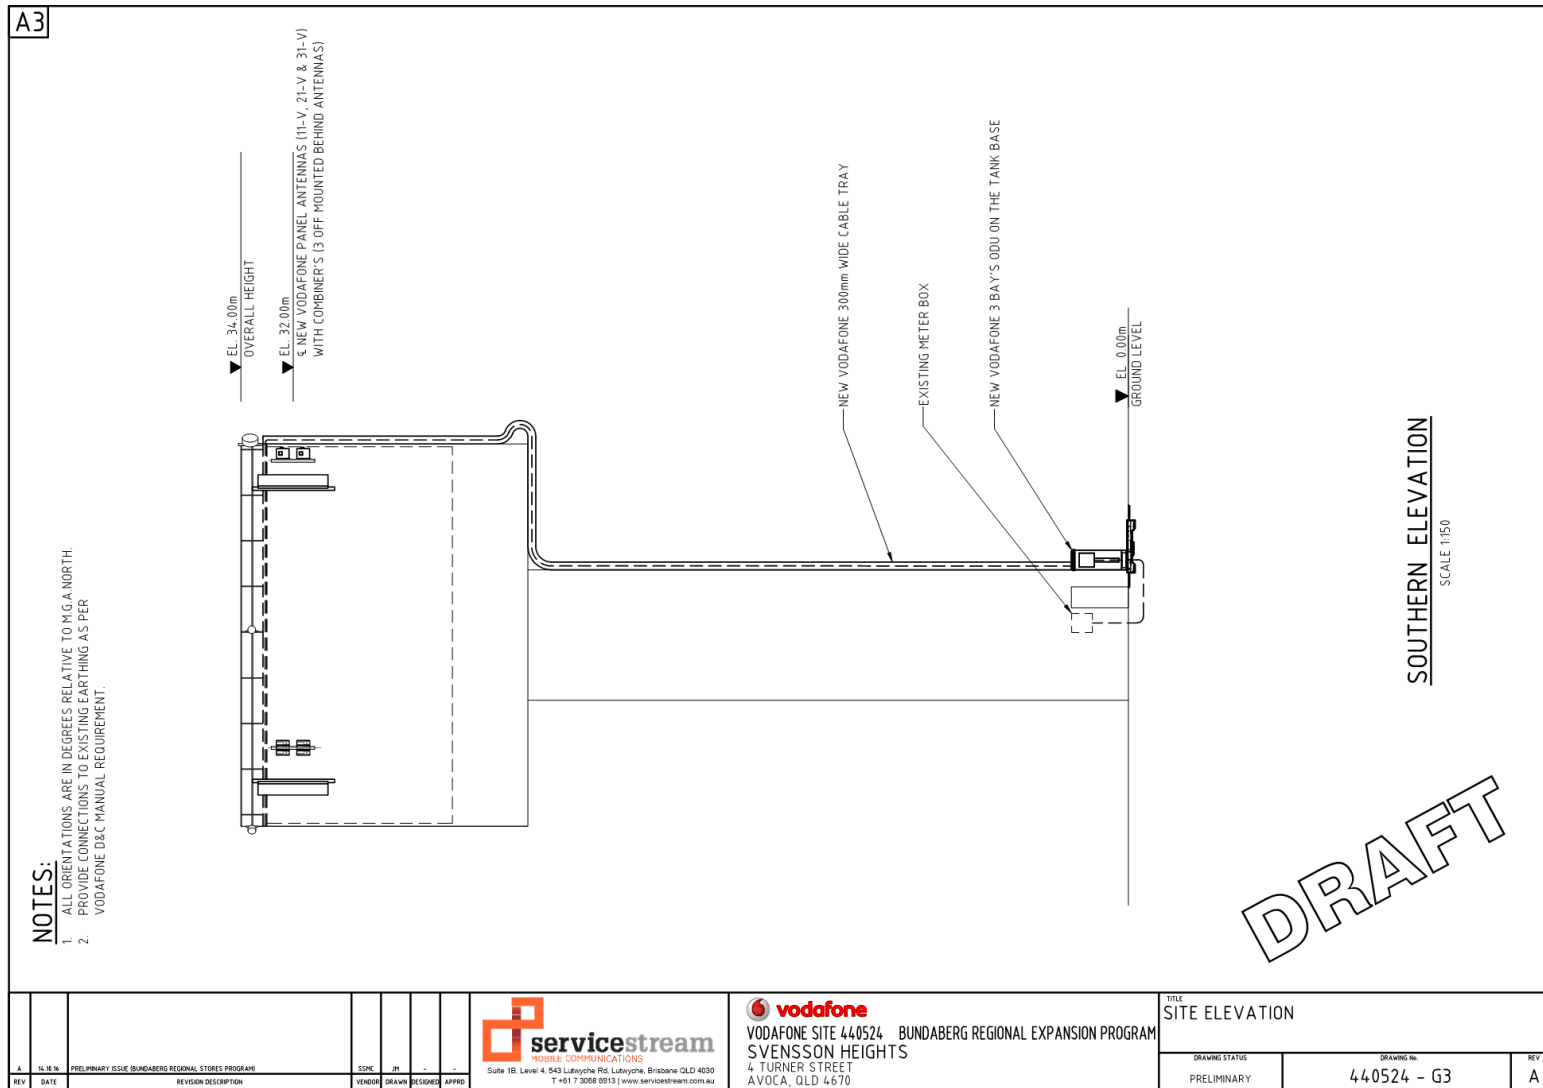 A3
EL. 34.00m
OVERALL HEIGHT
EL. 32.00m
℄ NEW VODAFONE PANEL ANTENNAS (11-V, 21-V & 31-V)
WITH COMBINER'S (3 OFF MOUNTED BEHIND ANTENNAS)
NEW VODAFONE 300mm WIDE CABLE TRAY
EXISTING METER BOX
NEW VODAFONE 3 BAY'S ODU ON THE TANK BASE
EL 0.00m
GROUND LEVEL
SOUTHERN ELEVATION
SCALE 1:150
NOTES:
1. ALL ORIENTATIONS ARE IN DEGREES RELATIVE TO M.G.A.NORTH.
2. PROVIDE CONNECTIONS TO EXISTING EARTHING AS PER
VODAFONE D&C MANUAL REQUIREMENT.
DRAFT
A 14.10.16 PRELIMINARY ISSUE (BUNDABERG REGIONAL STORES PROGRAM) SSMC JM - -
REV DATE REVISION DESCRIPTION VENDOR DRAWN DESIGNED APPRD
servicestream
MOBILE COMMUNICATIONS
Suite 1B, Level 4, 543 Lutwyche Rd, Lutwyche, Brisbane QLD 4030
T +61 7 3068 6913 | www.servicestream.com.au
vodafone
VODAFONE SITE 440524 BUNDABERG REGIONAL EXPANSION PROGRAM
SVENSSON HEIGHTS
4 TURNER STREET
AVOCA, QLD 4670
TITLE
SITE ELEVATION
DRAWING STATUS
PRELIMINARY
DRAWING No.
440524 - G3
REV
A